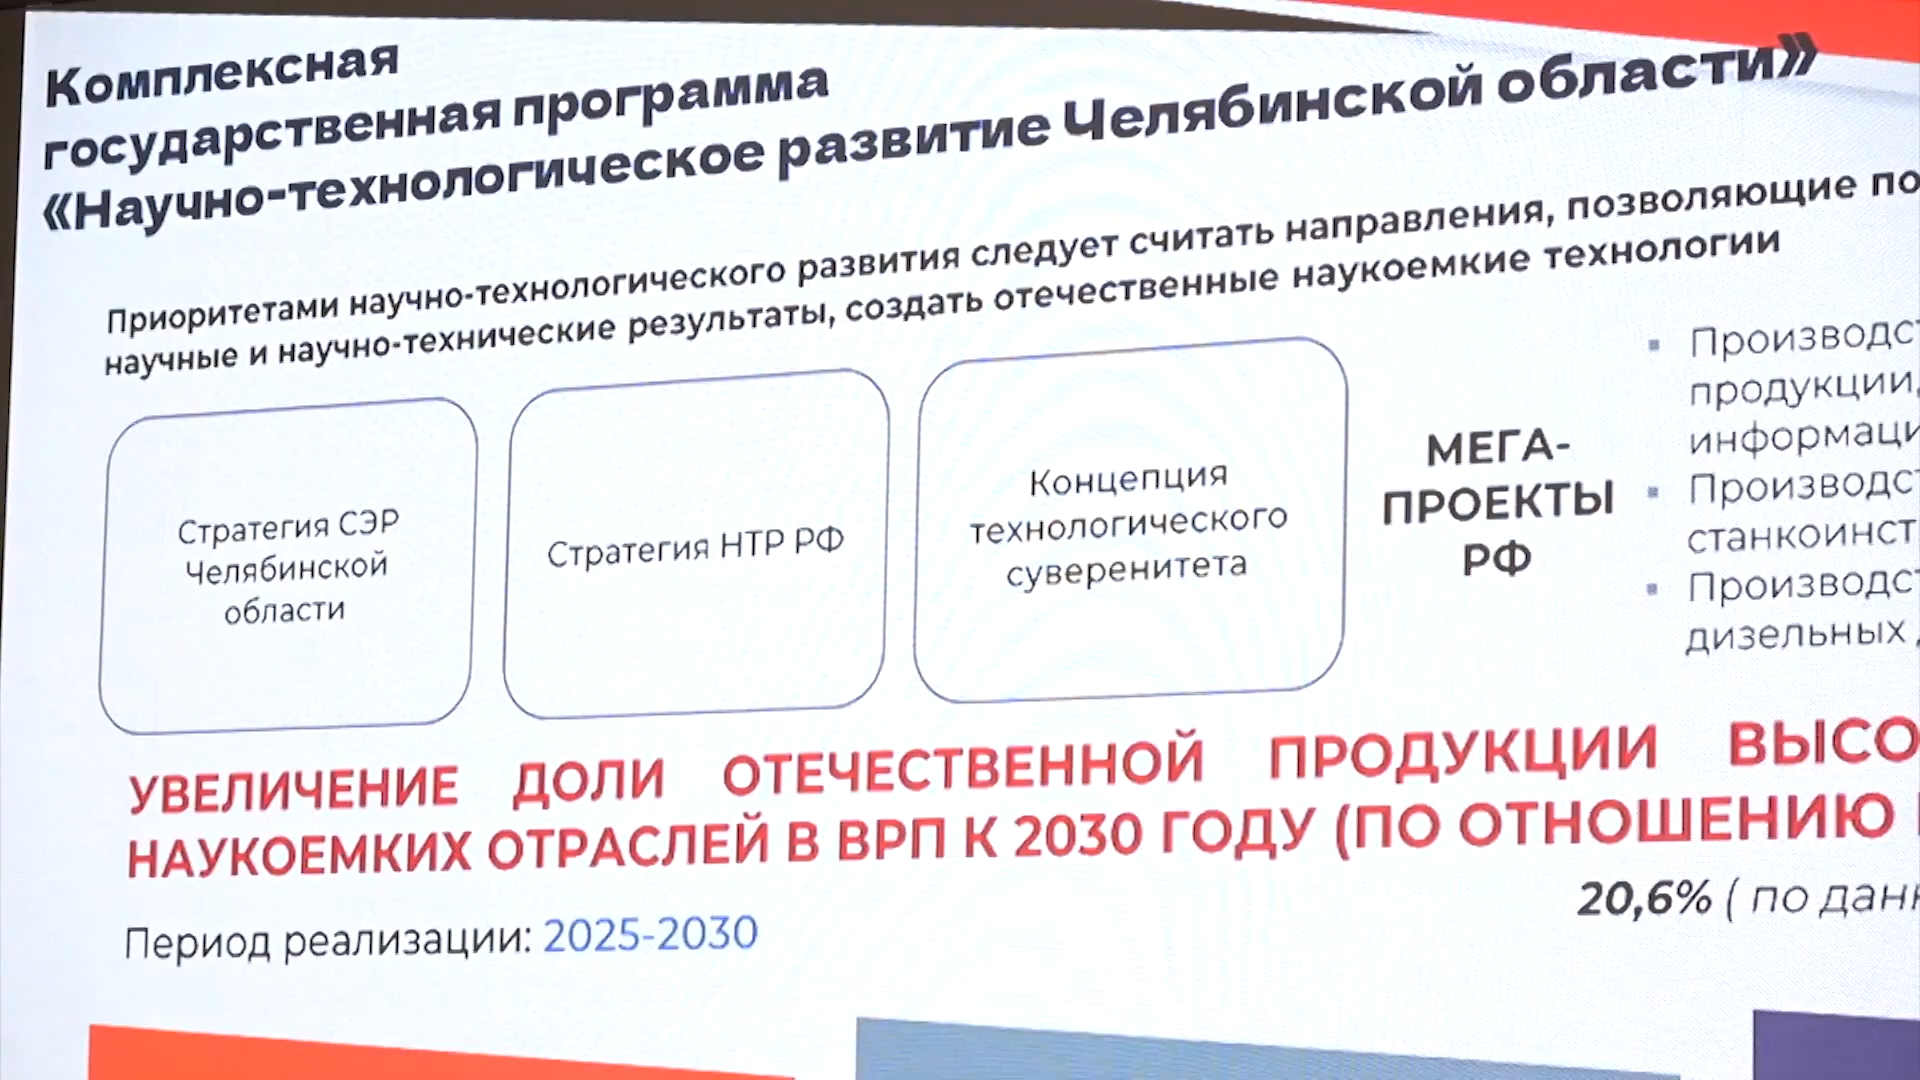 Комплексная
государственная программа
«Научно-технологическое развитие Челябинской области»
Приоритетами научно-технологического развития следует считать направления, позволяющие по
научные и научно-технические результаты, создать отечественные наукоемкие технологии
Стратегия СЭР
Челябинской
области
Стратегия НТР РФ
Концепция
технологического
суверенитета
МЕГА-
ПРОЕКТЫ
РФ
▪ Производс
продукции,
информаци
▪ Производс
станкоинст
▪ Производс
дизельных
УВЕЛИЧЕНИЕ ДОЛИ ОТЕЧЕСТВЕННОЙ ПРОДУКЦИИ ВЫСО
НАУКОЕМКИХ ОТРАСЛЕЙ В ВРП К 2030 ГОДУ (ПО ОТНОШЕНИЮ
20,6% ( по дан
Период реализации: 2025-2030